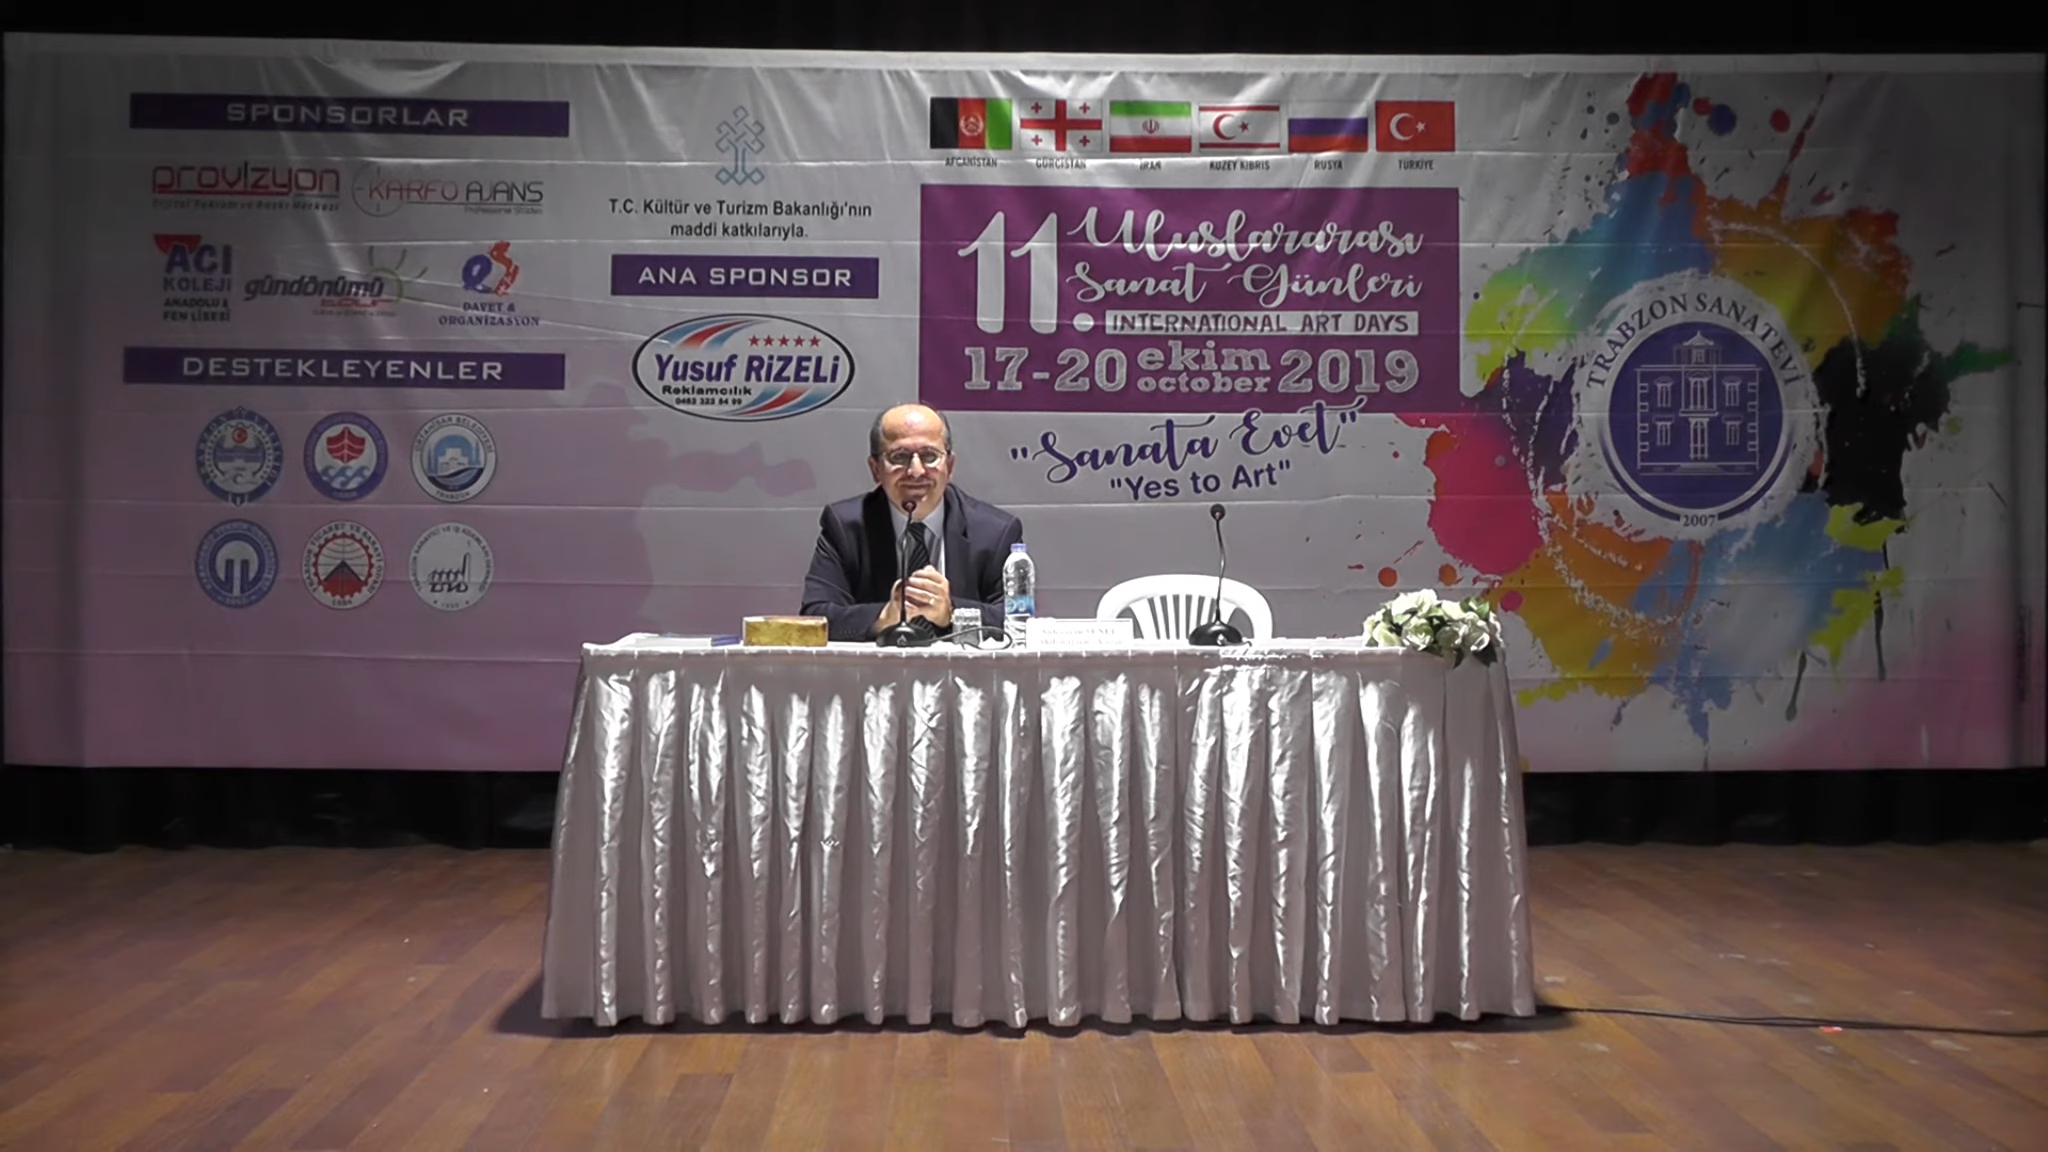 SPONSORLAR
provizyon
KARFO AJANS
AÇI
KOLEJİ
ANADOLU &
FEN LİSESİ
gündönümü
DAVET &
ORGANİZASYON
DESTEKLEYENLER
T.C. Kültür ve Turizm Bakanlığı'nın
maddi katkılarıyla.
ANA SPONSOR
Yusuf RİZELİ
Reklamcılık
AFGANİSTAN GÜRCİSTAN İRAN KUZEY KIBRIS RUSYA TÜRKİYE
11. Uluslararası
Sanat Günleri
INTERNATIONAL ART DAYS
17-20 ekim october 2019
"Sanata Evet"
"Yes to Art"
TRABZON SANATEVİ
2007